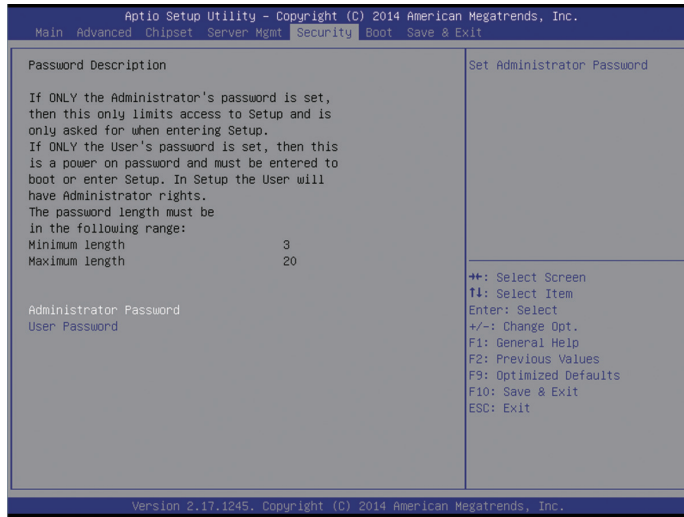 Aptio Setup Utility – Copyright (C) 2014 American Megatrends, Inc.
Main Advanced Chipset Server Mgmt Security Boot Save & Exit
Password Description
If ONLY the Administrator's password is set,
then this only limits access to Setup and is
only asked for when entering Setup.
If ONLY the User's password is set, then this
is a power on password and must be entered to
boot or enter Setup. In Setup the User will
have Administrator rights.
The password length must be
in the following range:
Minimum length 3
Maximum length 20
Administrator Password
User Password
Set Administrator Password
→←: Select Screen
↑↓: Select Item
Enter: Select
+/-: Change Opt.
F1: General Help
F2: Previous Values
F9: Optimized Defaults
F10: Save & Exit
ESC: Exit
Version 2.17.1245. Copyright (C) 2014 American Megatrends, Inc.